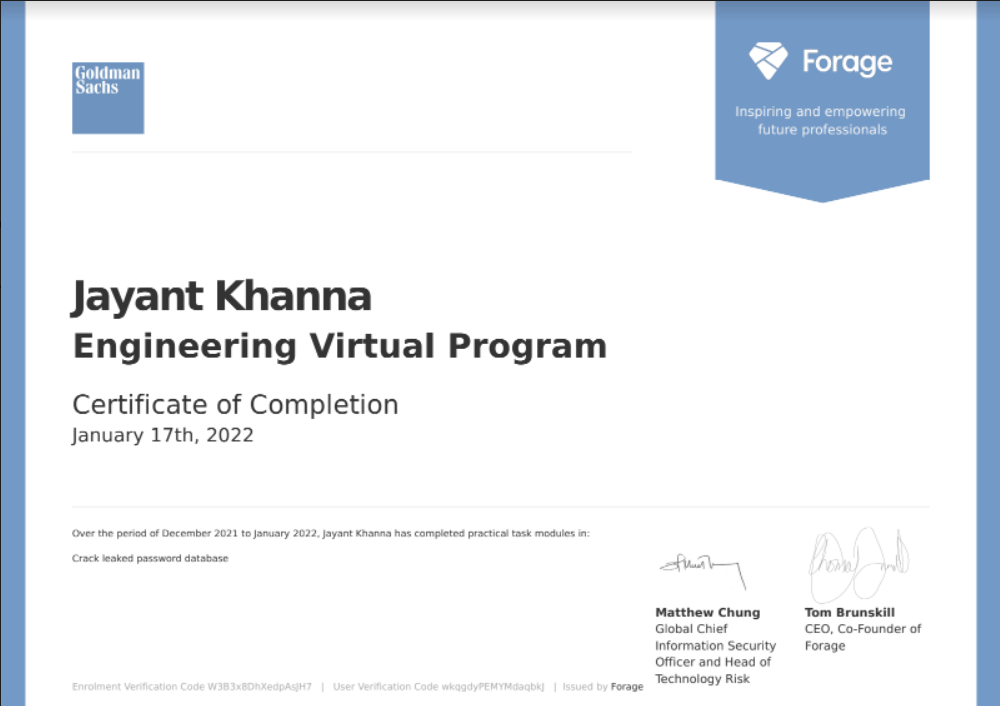 Goldman
Sachs
Forage
Inspiring and empowering
future professionals
Jayant Khanna
Engineering Virtual Program
Certificate of Completion
January 17th, 2022
Over the period of December 2021 to January 2022, Jayant Khanna has completed practical task modules in:
Crack leaked password database
Matthew Chung
Global Chief
Information Security
Officer and Head of
Technology Risk
Tom Brunskill
CEO, Co-Founder of
Forage
Enrolment Verification Code W3B3x8DhXedpAsJH7 | User Verification Code wkqgdyPEMYMdaqbkJ | Issued by Forage